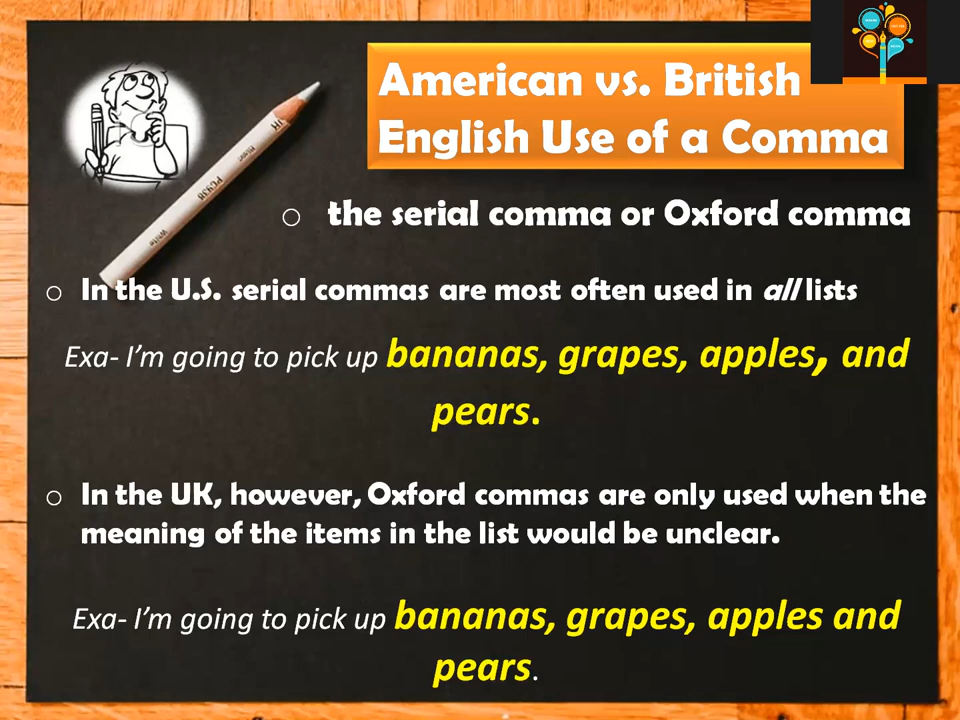 American vs. British
English Use of a Comma
o the serial comma or Oxford comma
o In the U.S. serial commas are most often used in all lists
Exa- I’m going to pick up bananas, grapes, apples, and
pears.
o In the UK, however, Oxford commas are only used when the
meaning of the items in the list would be unclear.
Exa- I’m going to pick up bananas, grapes, apples and
pears.
White
PC938